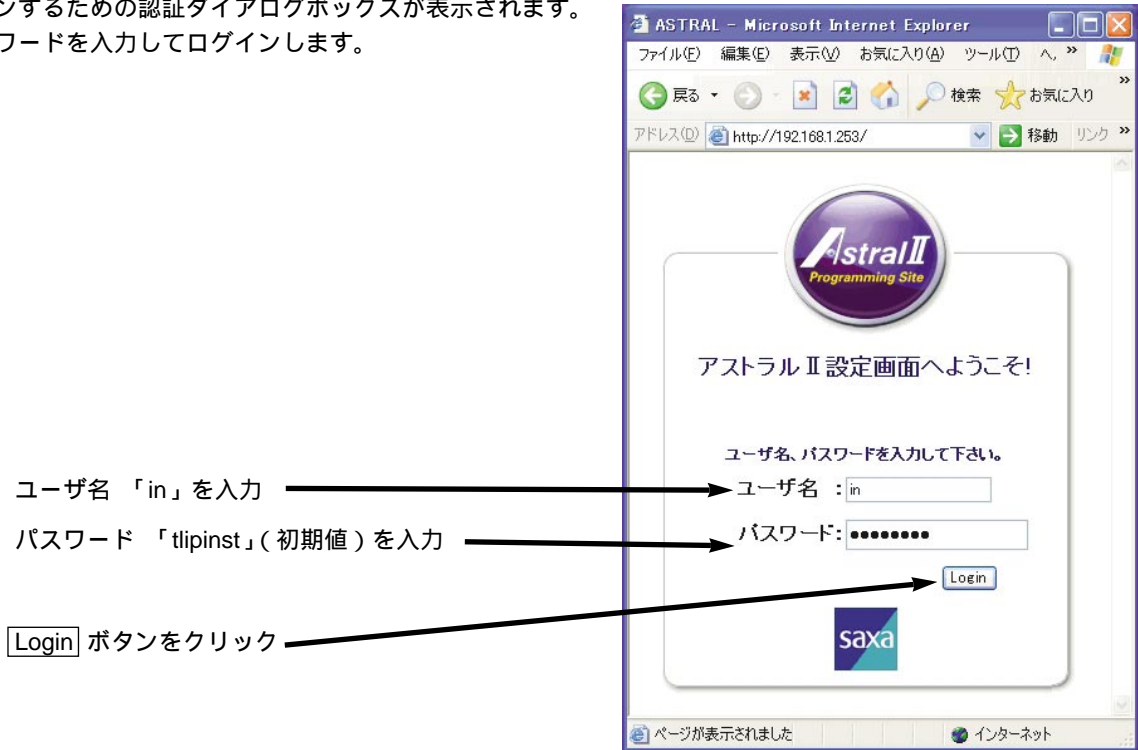 ンするための認証ダイアログボックスが表示されます。
ワードを入力してログインします。
ASTRAL - Microsoft Internet Explorer
ファイル(F) 編集(E) 表示(V) お気に入り(A) ツール(T) ヘ, »
戻る 検索 お気に入り »
アドレス(D) http://192.168.1.253/ 移動 リンク »
Astral II
Programming Site
アストラルⅡ設定画面へようこそ!
ユーザ名、パスワードを入力して下さい。
ユーザ名 「in」を入力
ユーザ名 : in
パスワード 「tlipinst」(初期値)を入力
パスワード: ●●●●●●●●
Login
Login ボタンをクリック
saxa
ページが表示されました インターネット